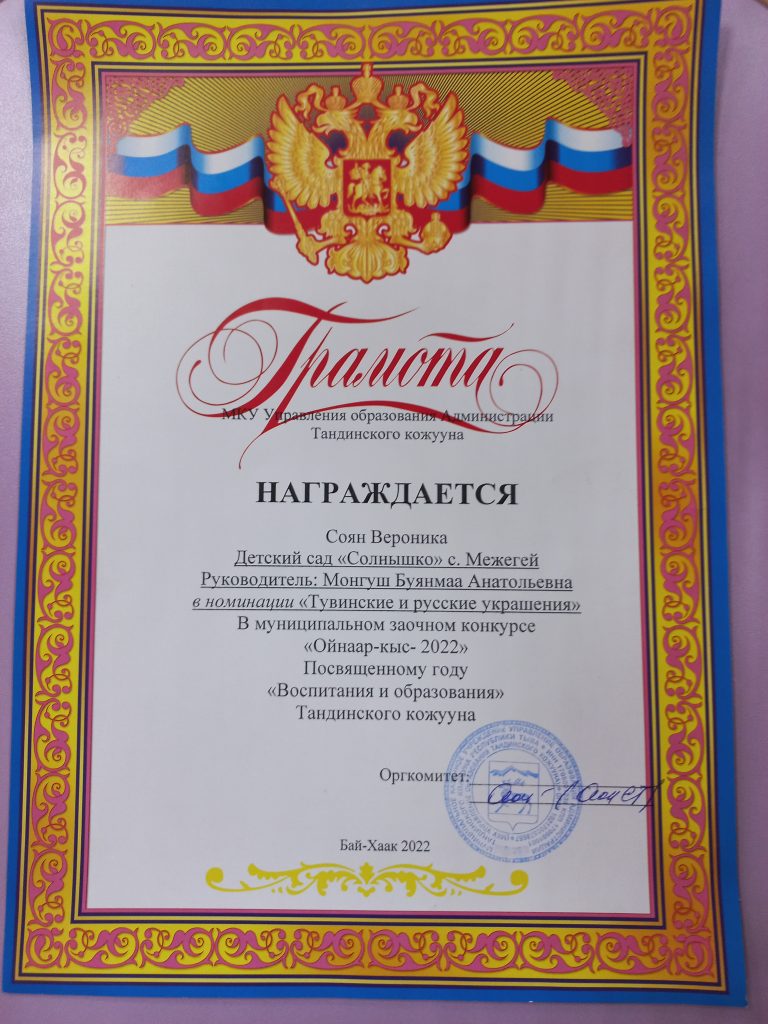 Грамота
МКУ Управления образования Администрации
Тандинского кожууна
НАГРАЖДАЕТСЯ
Соян Вероника
Детский сад «Солнышко» с. Межегей
Руководитель: Монгуш Буянмаа Анатольевна
в номинации «Тувинские и русские украшения»
В муниципальном заочном конкурсе
«Ойнаар-кыс- 2022»
Посвященному году
«Воспитания и образования»
Тандинского кожууна
Оргкомитет:
Бай-Хаак 2022